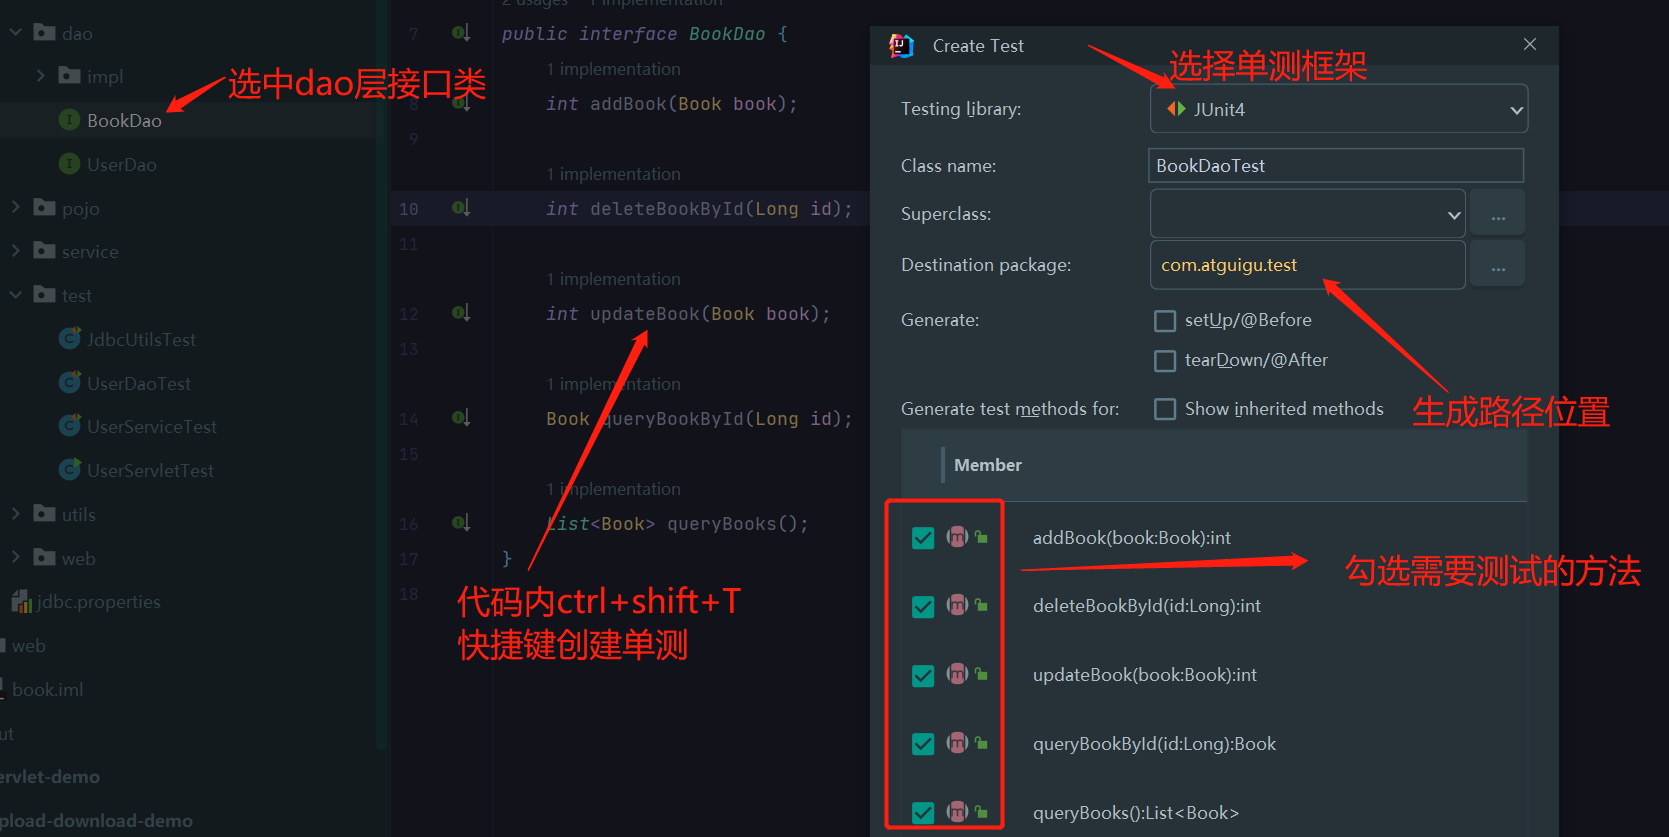 dao
impl
BookDao
UserDao
pojo
service
test
JdbcUtilsTest
UserDaoTest
UserServiceTest
UserServletTest
utils
web
jdbc.properties
web
book.iml
ut
ervlet-demo
pload-download-demo
选中dao层接口类
2 usages 1 implementation
7 public interface BookDao {
1 implementation
8 int addBook(Book book);
9
1 implementation
10 int deleteBookById(Long id);
11
1 implementation
12 int updateBook(Book book);
13
1 implementation
14 Book queryBookById(Long id);
15
1 implementation
16 List<Book> queryBooks();
17 }
18
代码内ctrl+shift+T
快捷键创建单测
Create Test
选择单测框架
Testing library: JUnit4
Class name: BookDaoTest
Superclass: ...
Destination package: com.atguigu.test ...
Generate: setUp/@Before
tearDown/@After
生成路径位置
Generate test methods for: Show inherited methods
Member
addBook(book:Book):int
勾选需要测试的方法
deleteBookById(id:Long):int
updateBook(book:Book):int
queryBookById(id:Long):Book
queryBooks():List<Book>